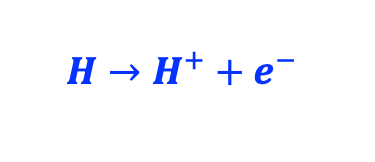 H → H⁺ + e⁻